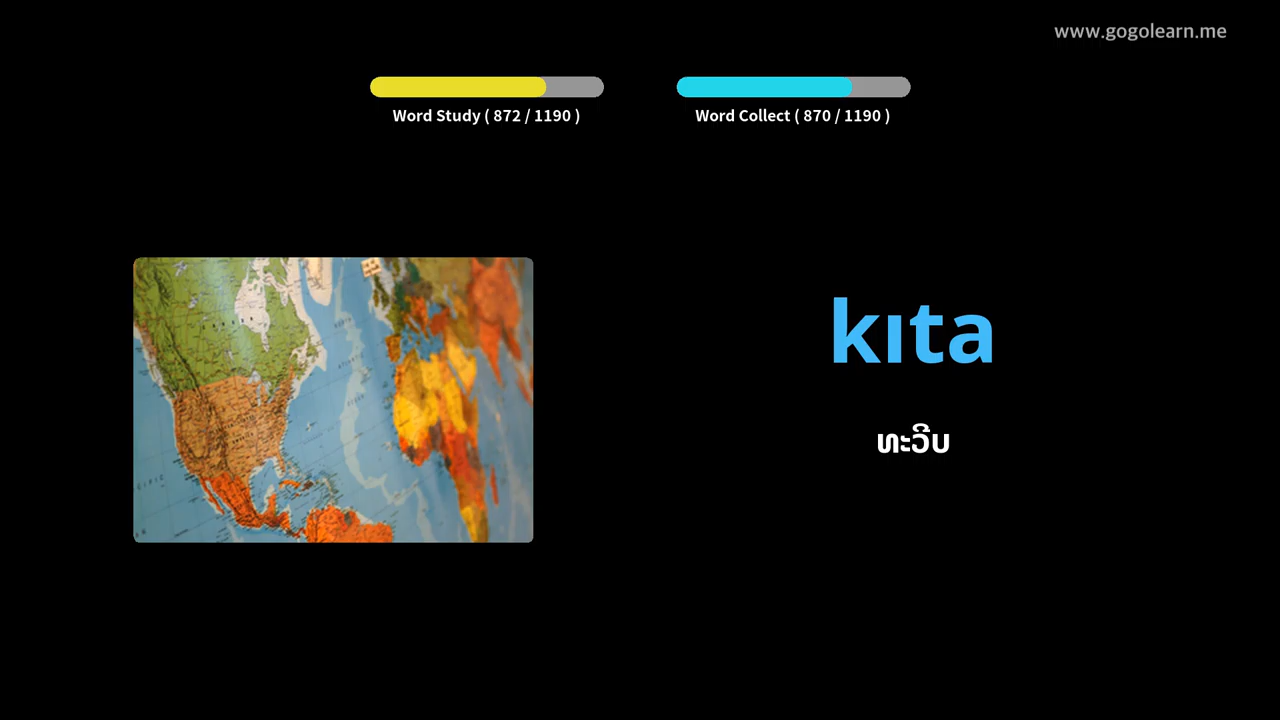 www.gogolearn.me
Word Study ( 872 / 1190 )
Word Collect ( 870 / 1190 )
kıta
ທະວີບ